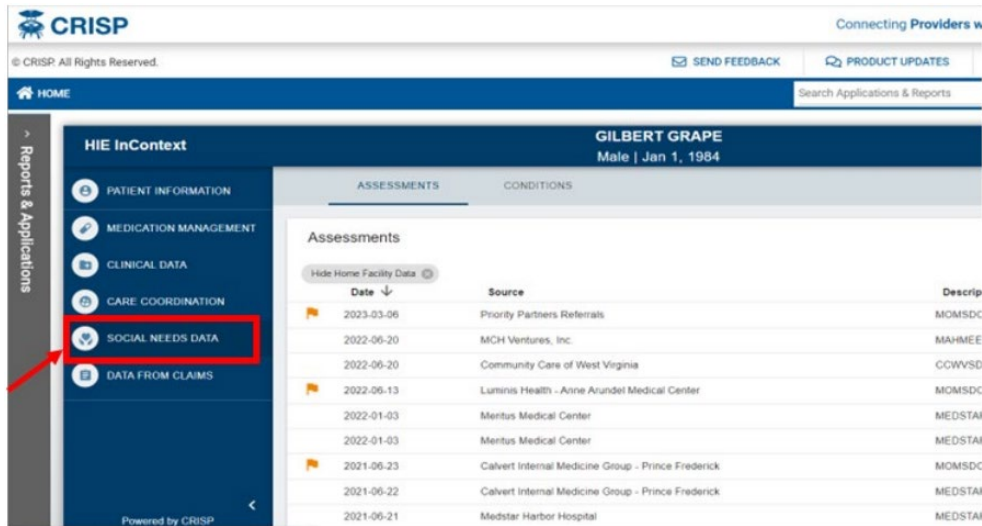 CRISP
Connecting Providers w
© CRISP. All Rights Reserved.
SEND FEEDBACK
PRODUCT UPDATES
HOME
Search Applications & Reports
Reports & Applications
HIE InContext
GILBERT GRAPE
Male | Jan 1, 1984
PATIENT INFORMATION
MEDICATION MANAGEMENT
CLINICAL DATA
CARE COORDINATION
SOCIAL NEEDS DATA
DATA FROM CLAIMS
Powered by CRISP
ASSESSMENTS CONDITIONS
Assessments
Hide Home Facility Data
Date Source Descrip
2023-03-06 Priority Partners Referrals MOMSDC
2022-06-20 MCH Ventures, Inc. MAHMEE
2022-06-20 Community Care of West Virginia CCWVSD
2022-06-13 Luminis Health - Anne Arundel Medical Center MOMSDC
2022-01-03 Meritus Medical Center MEDSTAR
2022-01-03 Meritus Medical Center MEDSTAR
2021-06-23 Calvert Internal Medicine Group - Prince Frederick MOMSDC
2021-06-22 Calvert Internal Medicine Group - Prince Frederick MEDSTAR
2021-06-21 Medstar Harbor Hospital MEDSTAR